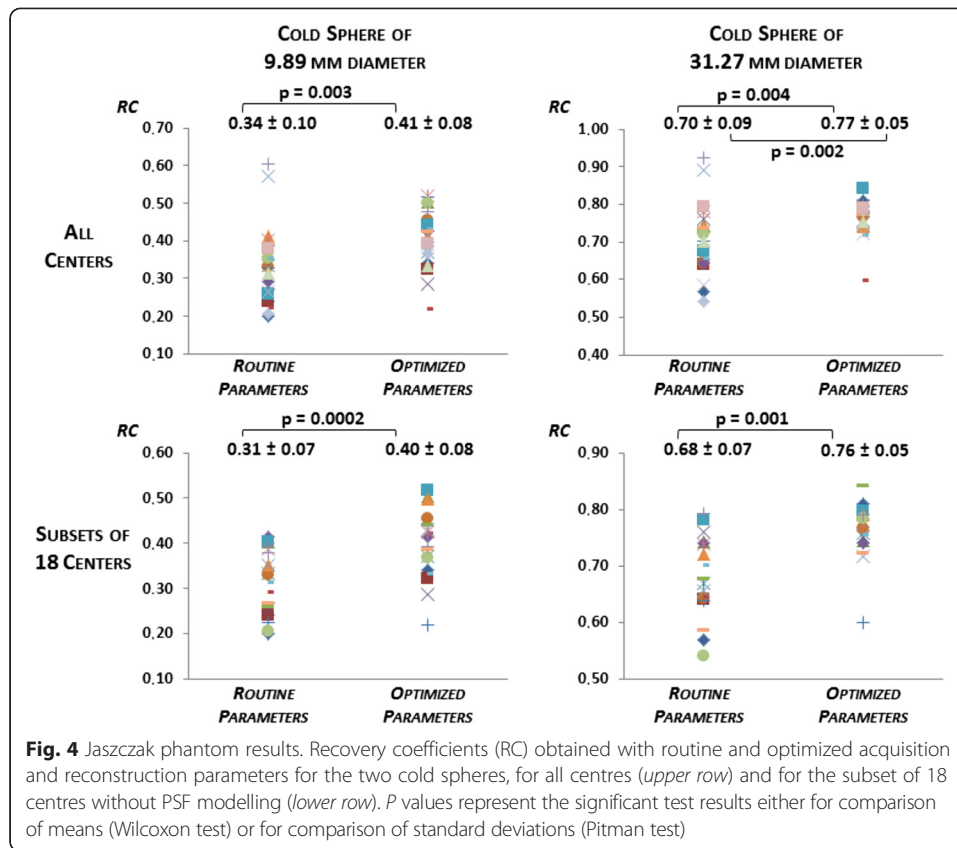 COLD SPHERE OF
9.89 MM DIAMETER
COLD SPHERE OF
31.27 MM DIAMETER
ALL
CENTERS
RC
p = 0.003
0.34 ± 0.10
0.41 ± 0.08
0,70
0,60
0,50
0,40
0,30
0,20
0,10
ROUTINE
PARAMETERS
OPTIMIZED
PARAMETERS
RC
p = 0.004
0.70 ± 0.09
0.77 ± 0.05
p = 0.002
1,00
0,90
0,80
0,70
0,60
0,50
0,40
ROUTINE
PARAMETERS
OPTIMIZED
PARAMETERS
SUBSETS OF
18 CENTERS
RC
p = 0.0002
0.31 ± 0.07
0.40 ± 0.08
0,60
0,50
0,40
0,30
0,20
0,10
ROUTINE
PARAMETERS
OPTIMIZED
PARAMETERS
RC
p = 0.001
0.68 ± 0.07
0.76 ± 0.05
0,90
0,80
0,70
0,60
0,50
ROUTINE
PARAMETERS
OPTIMIZED
PARAMETERS
Fig. 4 Jaszczak phantom results. Recovery coefficients (RC) obtained with routine and optimized acquisition
and reconstruction parameters for the two cold spheres, for all centres (upper row) and for the subset of 18
centres without PSF modelling (lower row). P values represent the significant test results either for comparison
of means (Wilcoxon test) or for comparison of standard deviations (Pitman test)